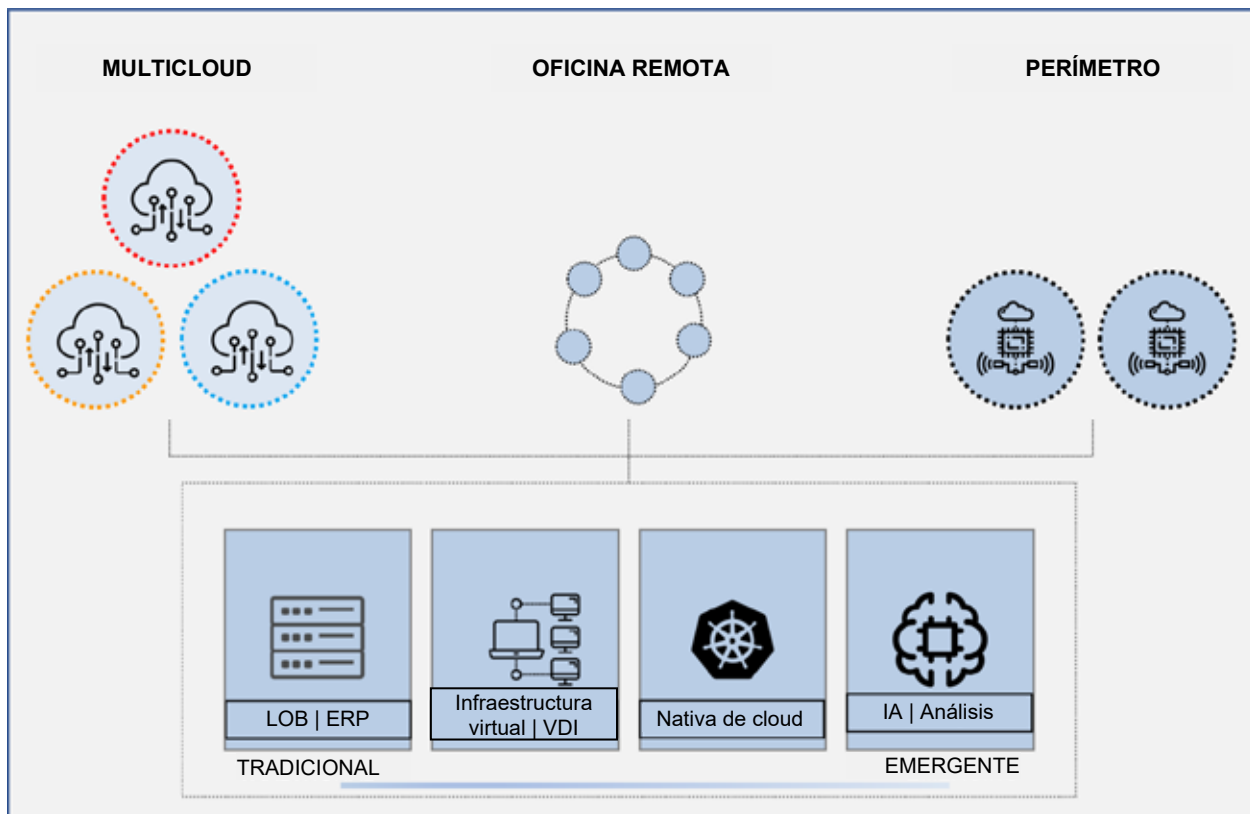 MULTICLOUD
OFICINA REMOTA
PERÍMETRO
LOB | ERP
Infraestructura
virtual | VDI
Nativa de cloud
IA | Análisis
TRADICIONAL
EMERGENTE